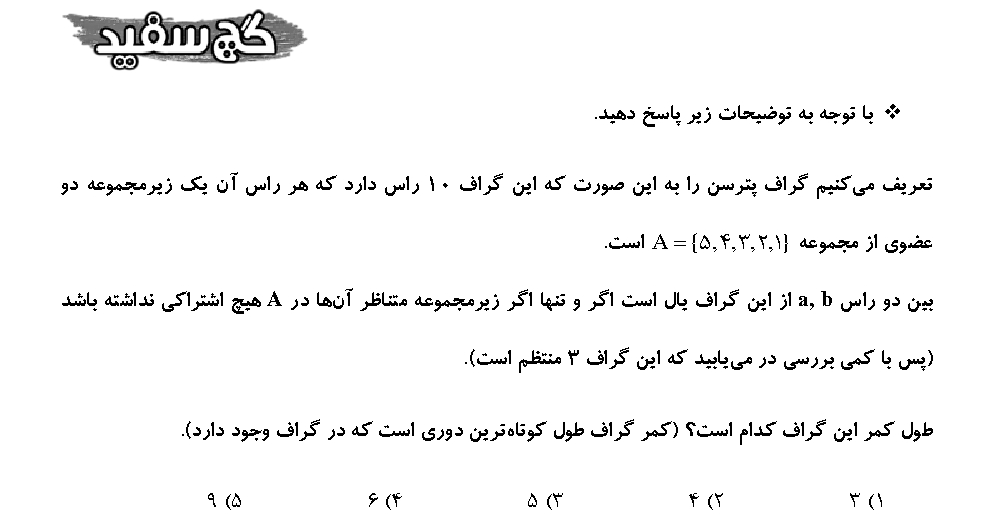 گچ سفید
❖ با توجه به توضیحات زیر پاسخ دهید.
تعریف می‌کنیم گراف پترسن را به این صورت که این گراف ۱۰ راس دارد که هر راس آن یک زیرمجموعه دو
عضوی از مجموعه A = {۵,۴,۳,۲,۱} است.
بین دو راس a, b از این گراف یال است اگر و تنها اگر زیرمجموعه متناظر آن‌ها در A هیچ اشتراکی نداشته باشد
(پس با کمی بررسی در می‌یابید که این گراف ۳ منتظم است).
طول کمر این گراف کدام است؟ (کمر گراف طول کوتاه‌ترین دوری است که در گراف وجود دارد).
۱) ۳ ۲) ۴ ۳) ۵ ۴) ۶ ۵) ۹